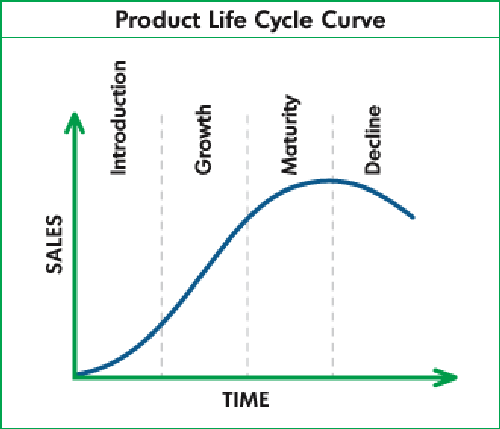 Product Life Cycle Curve
Introduction
Growth
Maturity
Decline
SALES
TIME